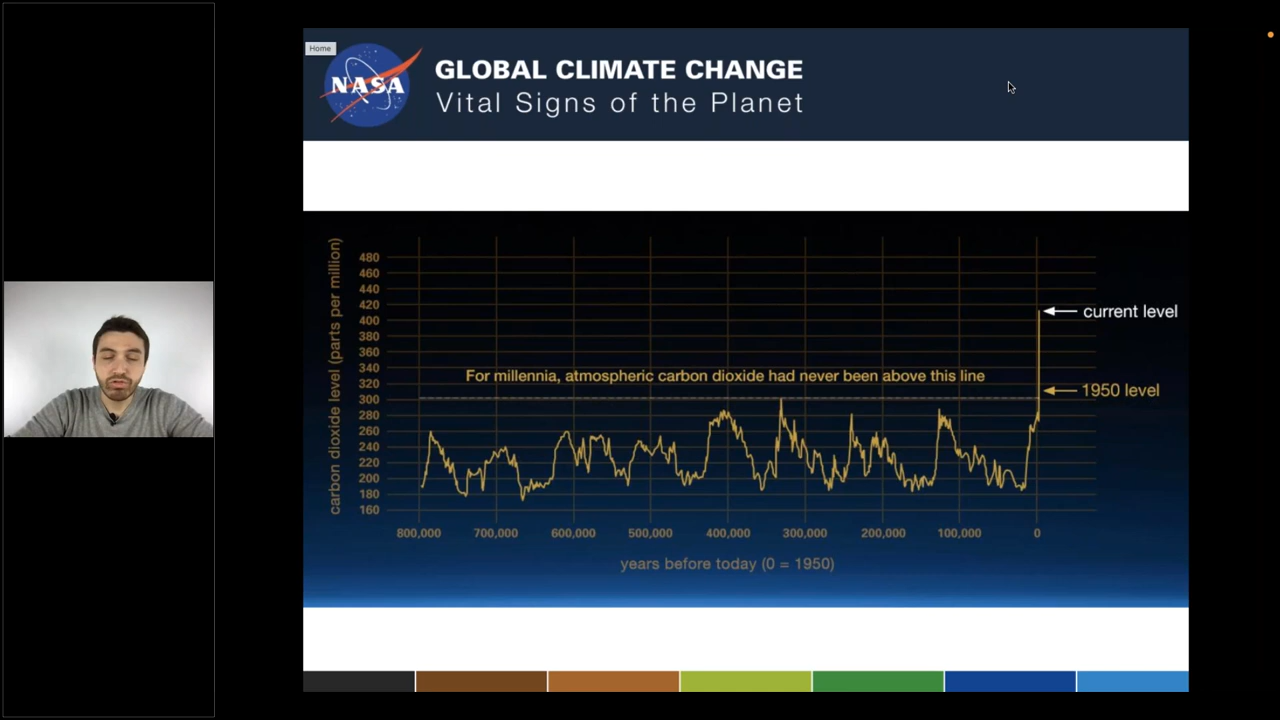 Home
NASA
GLOBAL CLIMATE CHANGE
Vital Signs of the Planet
carbon dioxide level (parts per million)
480
460
440
420
400
380
360
340
320
300
280
260
240
220
200
180
160
current level
For millennia, atmospheric carbon dioxide had never been above this line
1950 level
800,000 700,000 600,000 500,000 400,000 300,000 200,000 100,000 0
years before today (0 = 1950)